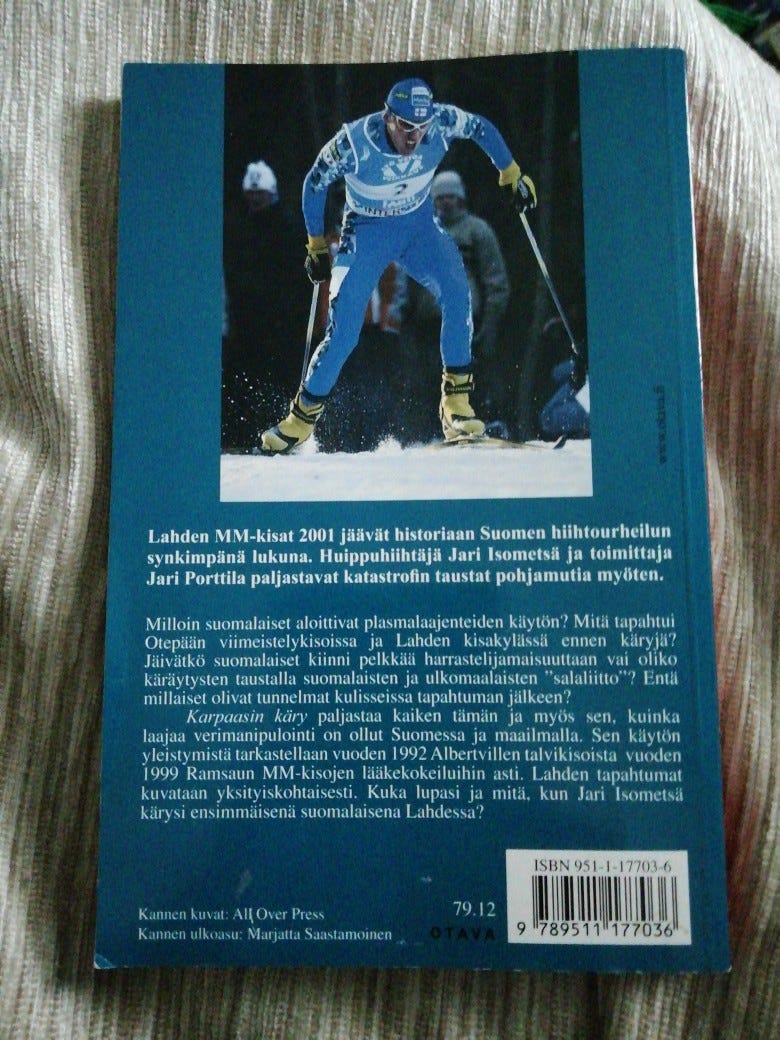 2
LAHTI
Lahden MM-kisat 2001 jäävät historiaan Suomen hiihtourheilun
synkimpänä lukuna. Huippuhiihtäjä Jari Isometsä ja toimittaja
Jari Porttila paljastavat katastrofin taustat pohjamutia myöten.
www.otava.fi
Milloin suomalaiset aloittivat plasmalaajenteiden käytön? Mitä tapahtui
Otepään viimeistelykisoissa ja Lahden kisakylässä ennen käryjä?
Jäivätkö suomalaiset kiinni pelkkää harrastelijamaisuuttaan vai oliko
käräytysten taustalla suomalaisten ja ulkomaalaisten ”salaliitto”? Entä
millaiset olivat tunnelmat kulisseissa tapahtuman jälkeen?
Karpaasin käry paljastaa kaiken tämän ja myös sen, kuinka
laajaa verimanipulointi on ollut Suomessa ja maailmalla. Sen käytön
yleistymistä tarkastellaan vuoden 1992 Albertvillen talvikisoista vuoden
1999 Ramsaun MM-kisojen lääkekokeiluihin asti. Lahden tapahtumat
kuvataan yksityiskohtaisesti. Kuka lupasi ja mitä, kun Jari Isometsä
kärysi ensimmäisenä suomalaisena Lahdessa?
ISBN 951-1-17703-6
Kannen kuvat: All Over Press
79.12
Kannen ulkoasu: Marjatta Saastamoinen
OTAVA
9 789511 177036